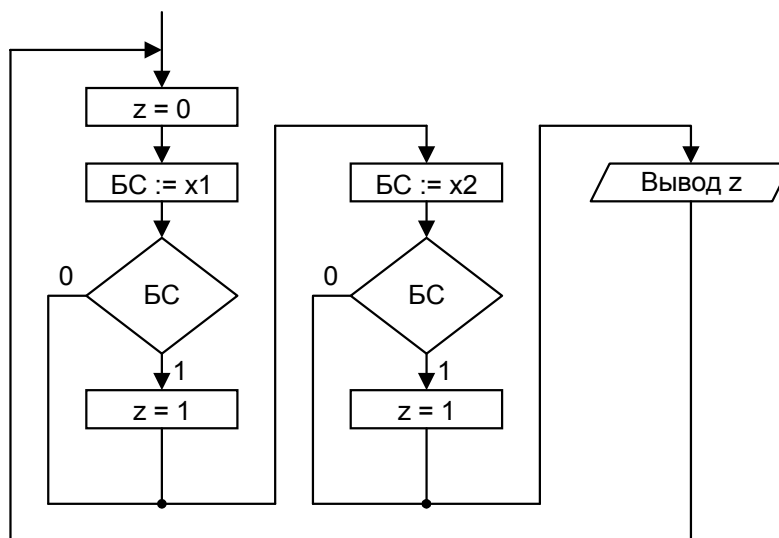 z = 0
БС := x1
0
БС
1
z = 1
БС := x2
0
БС
1
z = 1
Вывод z